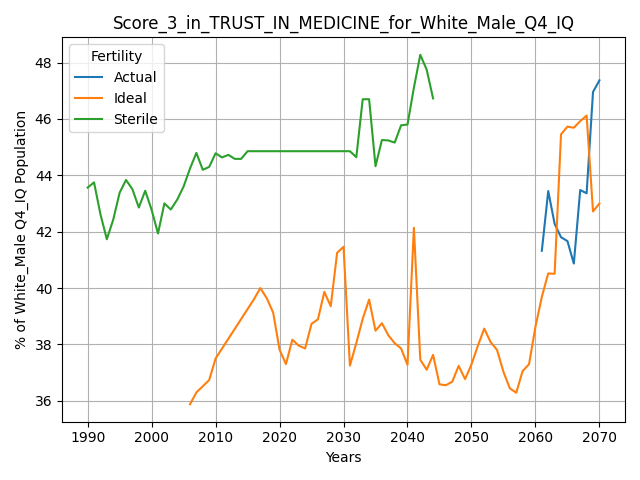 Score_3_in_TRUST_IN_MEDICINE_for_White_Male_Q4_IQ
Fertility
Actual
Ideal
Sterile
% of White_Male Q4_IQ Population
48
46
44
42
40
38
36
1990 2000 2010 2020 2030 2040 2050 2060 2070
Years